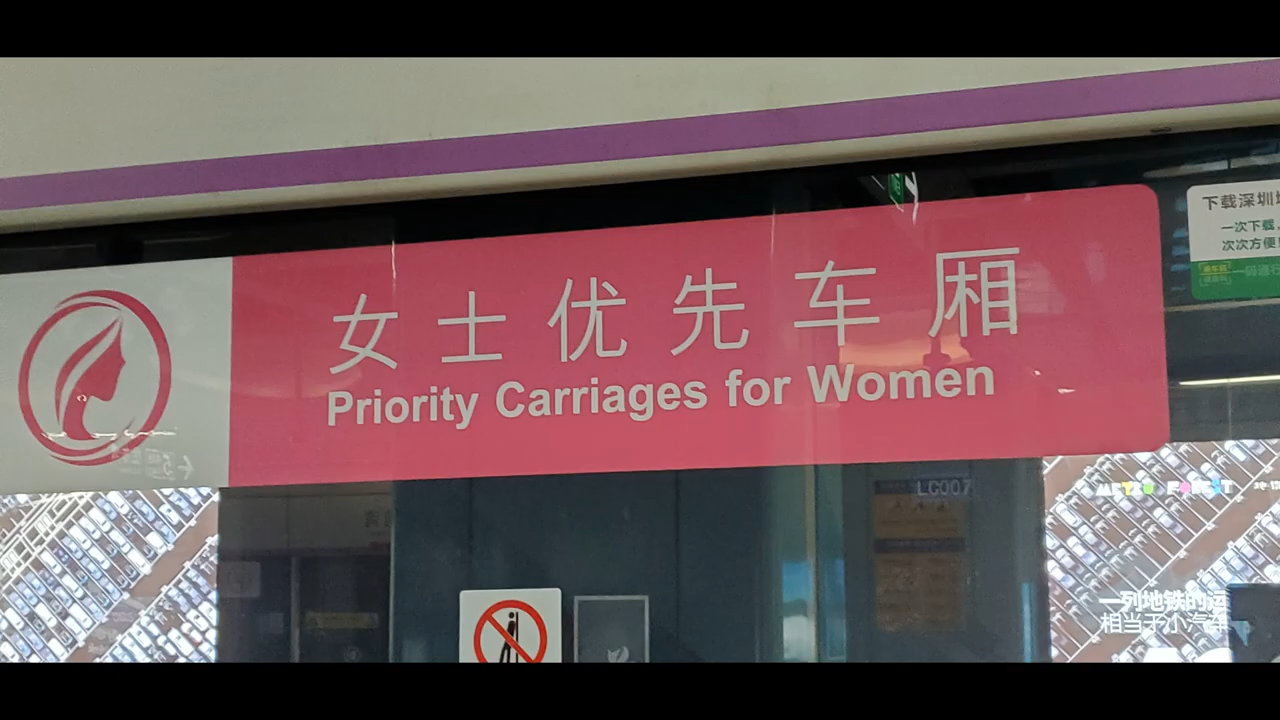 女士优先车厢
Priority Carriages for Women
下载深圳
一次下载
次次方便
LC007
一列地铁的运
相当于小汽车